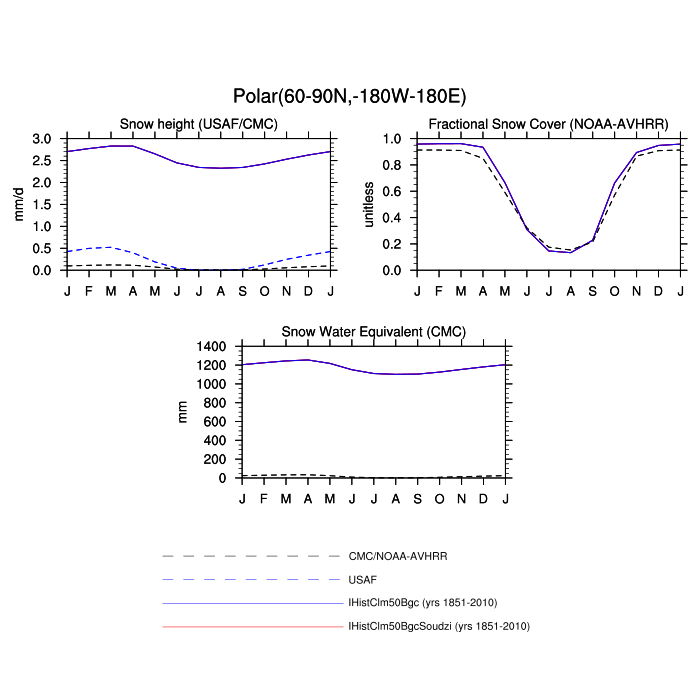 Polar(60-90N,-180W-180E)
Snow height (USAF/CMC)
3.0
2.5
2.0
1.5
1.0
0.5
0.0
mm/d
J F M A M J J A S O N D J
Fractional Snow Cover (NOAA-AVHRR)
1.0
0.8
0.6
0.4
0.2
0.0
unitless
J F M A M J J A S O N D J
Snow Water Equivalent (CMC)
1400
1200
1000
800
600
400
200
0
mm
J F M A M J J A S O N D J
CMC/NOAA-AVHRR
USAF
IHistClm50Bgc (yrs 1851-2010)
IHistClm50BgcSoudzi (yrs 1851-2010)